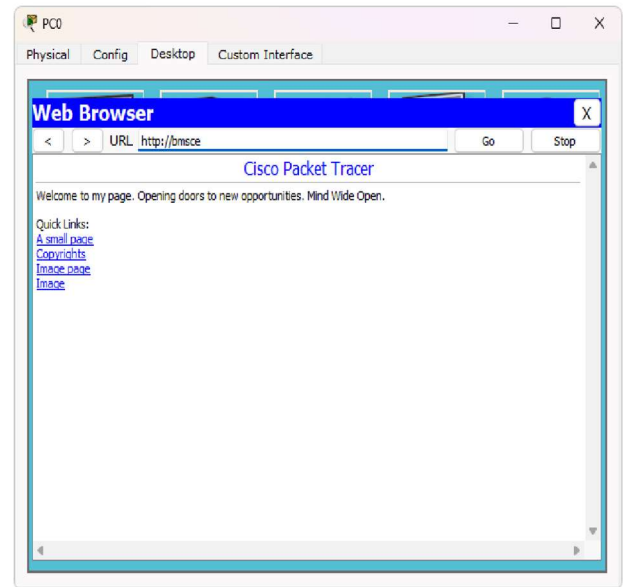 PC0
Physical Config Desktop Custom Interface
Web Browser X
< > URL http://bmsce Go Stop
Cisco Packet Tracer
Welcome to my page. Opening doors to new opportunities. Mind Wide Open.
Quick Links:
A small page
Copyrights
Image page
Image